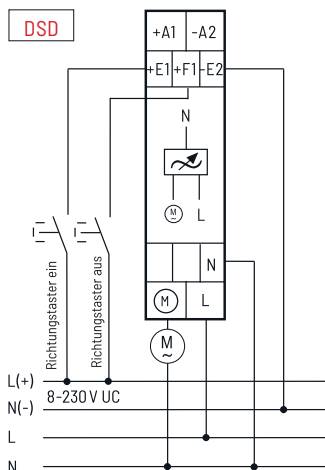 DSD
+A1 -A2
+E1 +F1 -E2
N
M
~
L
N
M
L
Richtungstaster ein
Richtungstaster aus
M
~
L(+)
8-230 V UC
N(-)
L
N